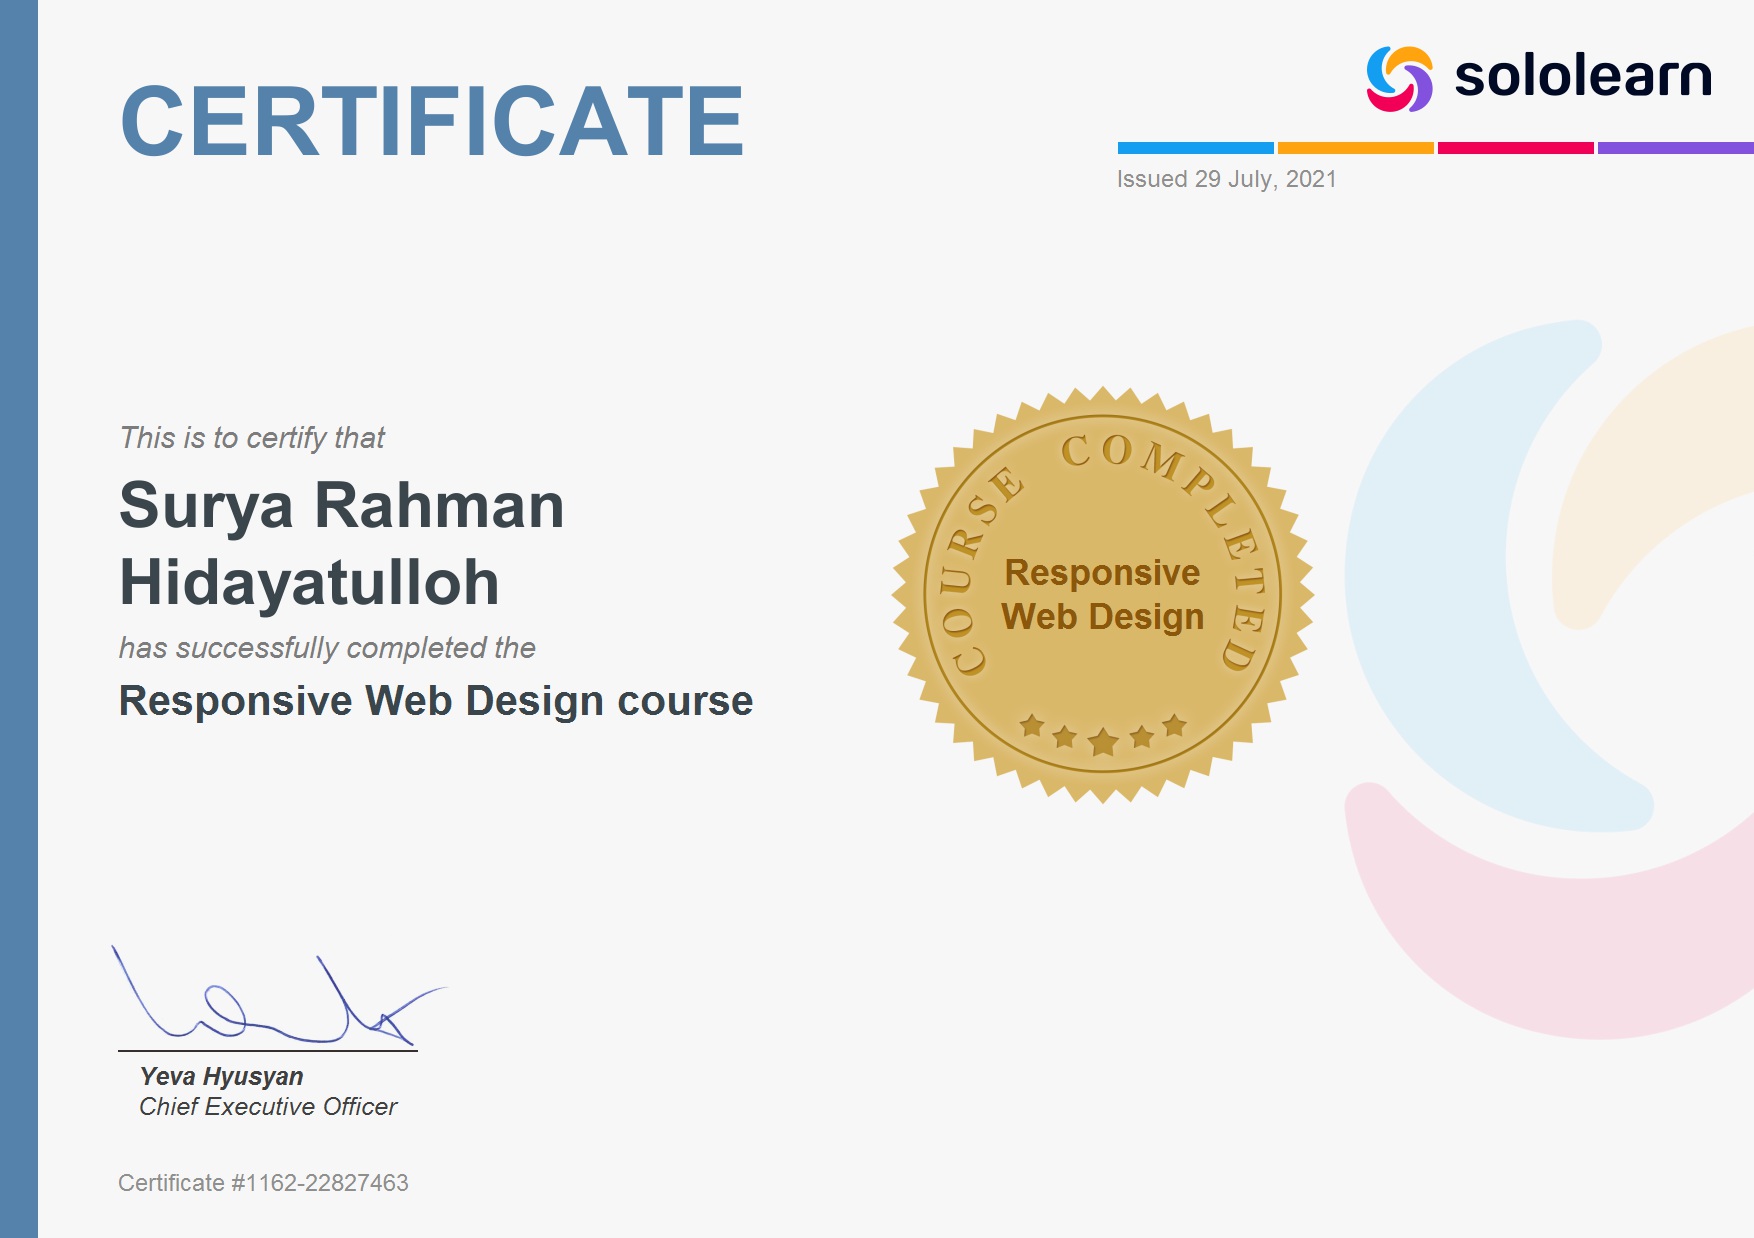 CERTIFICATE
sololearn
Issued 29 July, 2021
This is to certify that
Surya Rahman
Hidayatulloh
has successfully completed the
Responsive Web Design course
COURSE COMPLETED
Responsive
Web Design
Yeva Hyusyan
Chief Executive Officer
Certificate #1162-22827463